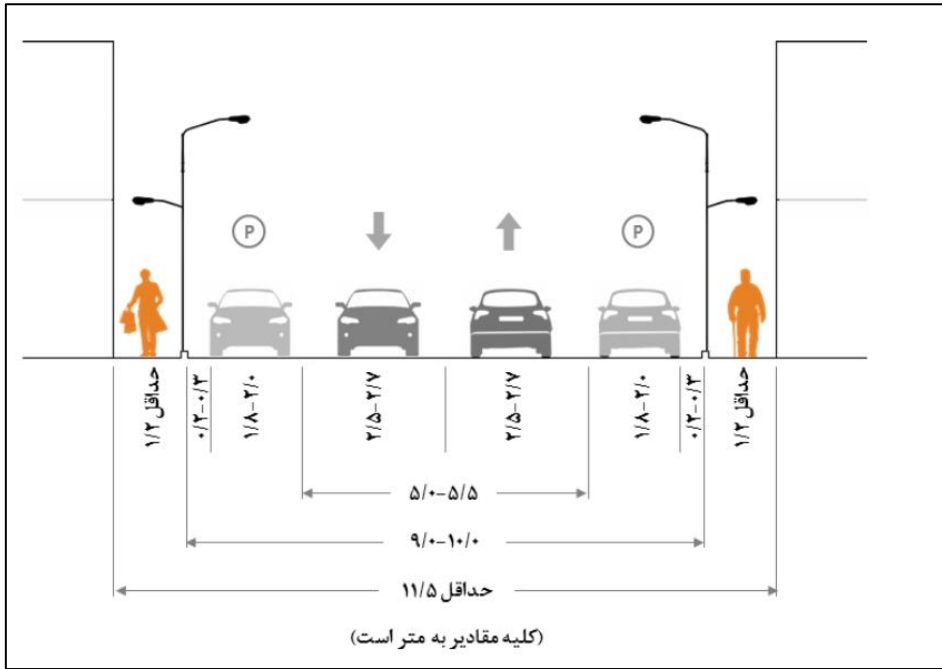 P
P
حداقل ۱/۲
۰/۲–۰/۳
۱/۸–۲/۰
۲/۵–۲/۷
۲/۵–۲/۷
۱/۸–۲/۰
۰/۲–۰/۳
حداقل ۱/۲
۵/۰–۵/۵
۹/۰–۱۰/۰
حداقل ۱۱/۵
(کلیه مقادیر به متر است)